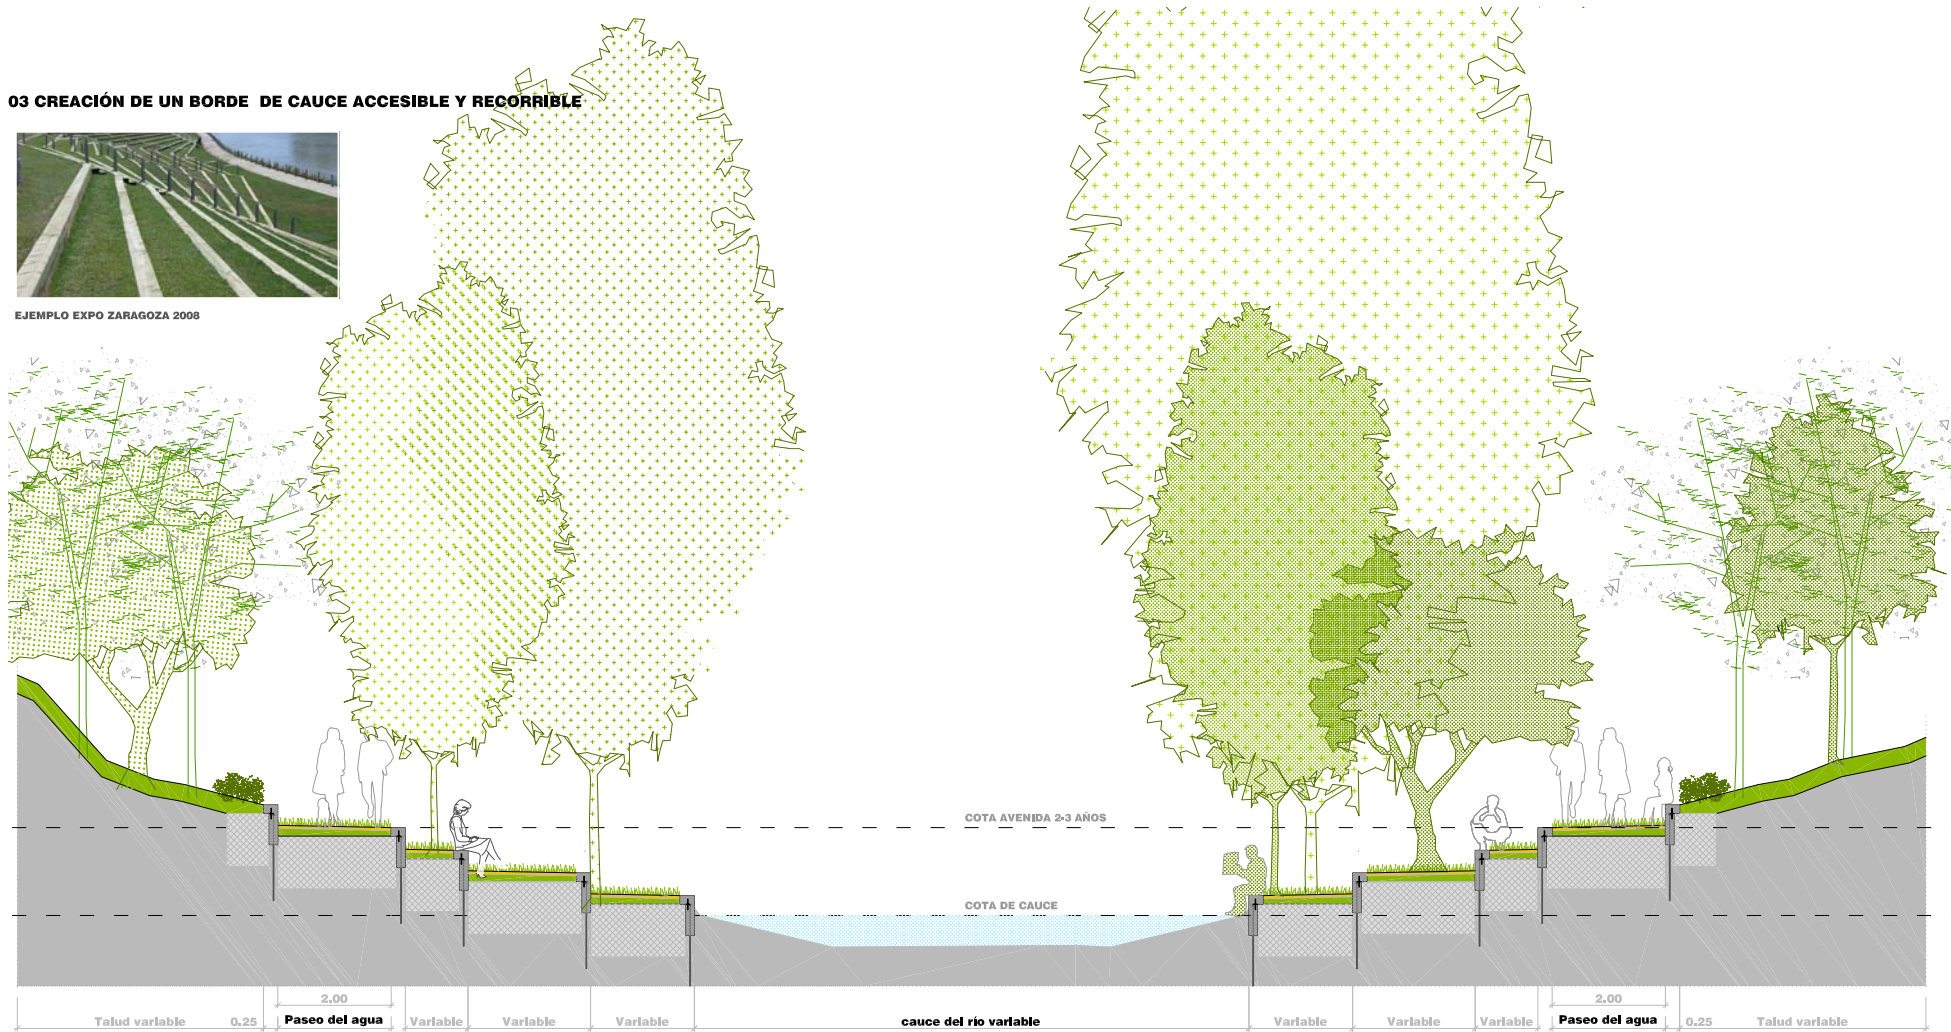 03 CREACIÓN DE UN BORDE DE CAUCE ACCESIBLE Y RECORRIBLE
EJEMPLO EXPO ZARAGOZA 2008
COTA AVENIDA 2-3 AÑOS
COTA DE CAUCE
2.00
2.00
Talud variable
0.25
Paseo del agua
Variable
Variable
Variable
cauce del río variable
Variable
Variable
Variable
Paseo del agua
0.25
Talud variable